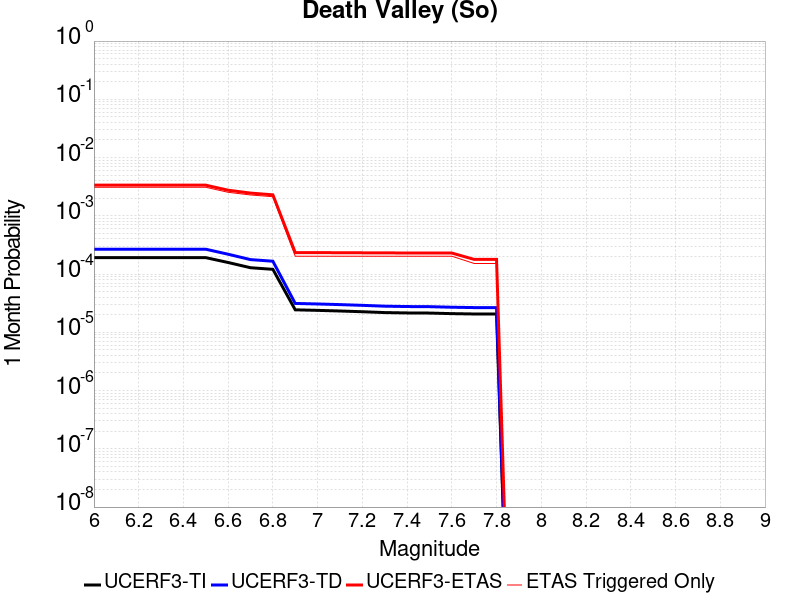 Death Valley (So)
1 Month Probability
10^0
10^-1
10^-2
10^-3
10^-4
10^-5
10^-6
10^-7
10^-8
6 6.2 6.4 6.6 6.8 7 7.2 7.4 7.6 7.8 8 8.2 8.4 8.6 8.8 9
Magnitude
UCERF3-TI UCERF3-TD UCERF3-ETAS ETAS Triggered Only